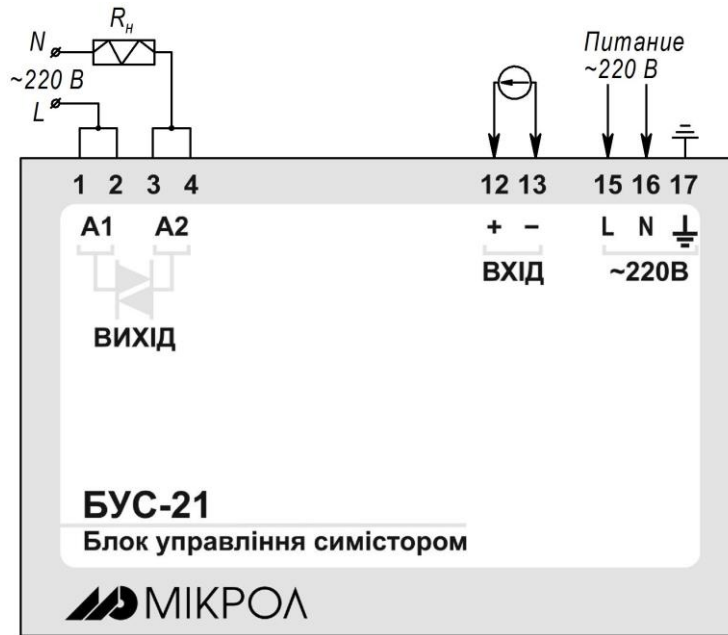 N
Rн
~220 В
L
Питание
~220 В
1 2 3 4 12 13 15 16 17
A1 A2 + – L N
ВХІД ~220В
ВИХІД
БУС-21
Блок управління симістором
МІКРОЛ